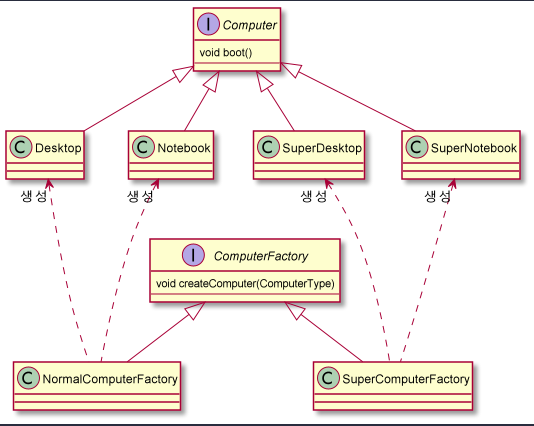 I Computer
void boot()
C Desktop
C Notebook
C SuperDesktop
C SuperNotebook
생성
생성
생성
생성
I ComputerFactory
void createComputer(ComputerType)
C NormalComputerFactory
C SuperComputerFactory